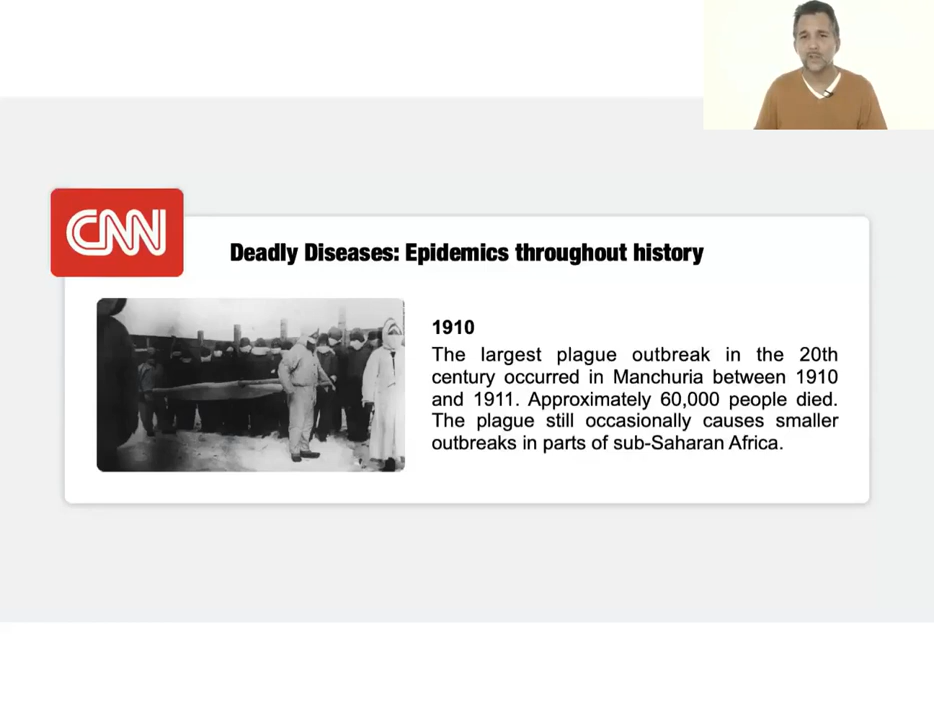 CNN
Deadly Diseases: Epidemics throughout history
1910
The largest plague outbreak in the 20th
century occurred in Manchuria between 1910
and 1911. Approximately 60,000 people died.
The plague still occasionally causes smaller
outbreaks in parts of sub-Saharan Africa.